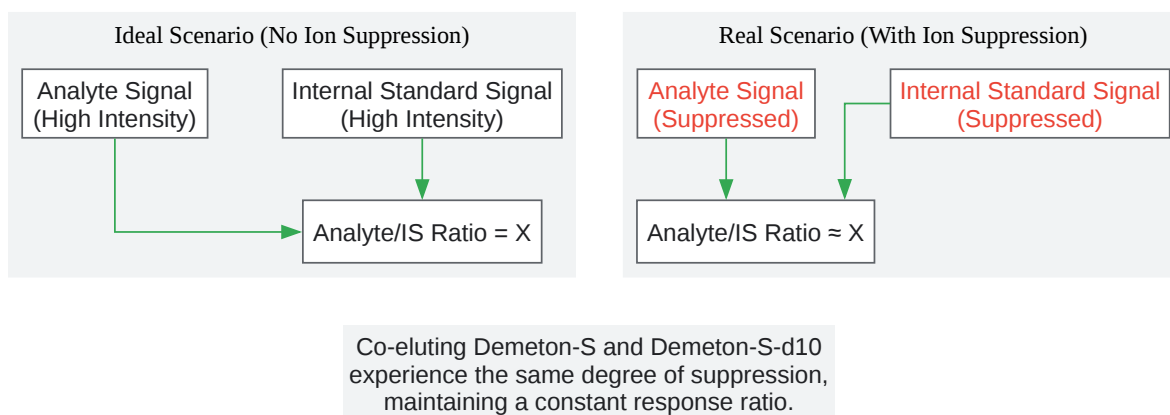 Ideal Scenario (No Ion Suppression)
Analyte Signal
(High Intensity)
Internal Standard Signal
(High Intensity)
Analyte/IS Ratio = X
Real Scenario (With Ion Suppression)
Analyte Signal
(Suppressed)
Internal Standard Signal
(Suppressed)
Analyte/IS Ratio ≈ X
Co-eluting Demeton-S and Demeton-S-d10
experience the same degree of suppression,
maintaining a constant response ratio.